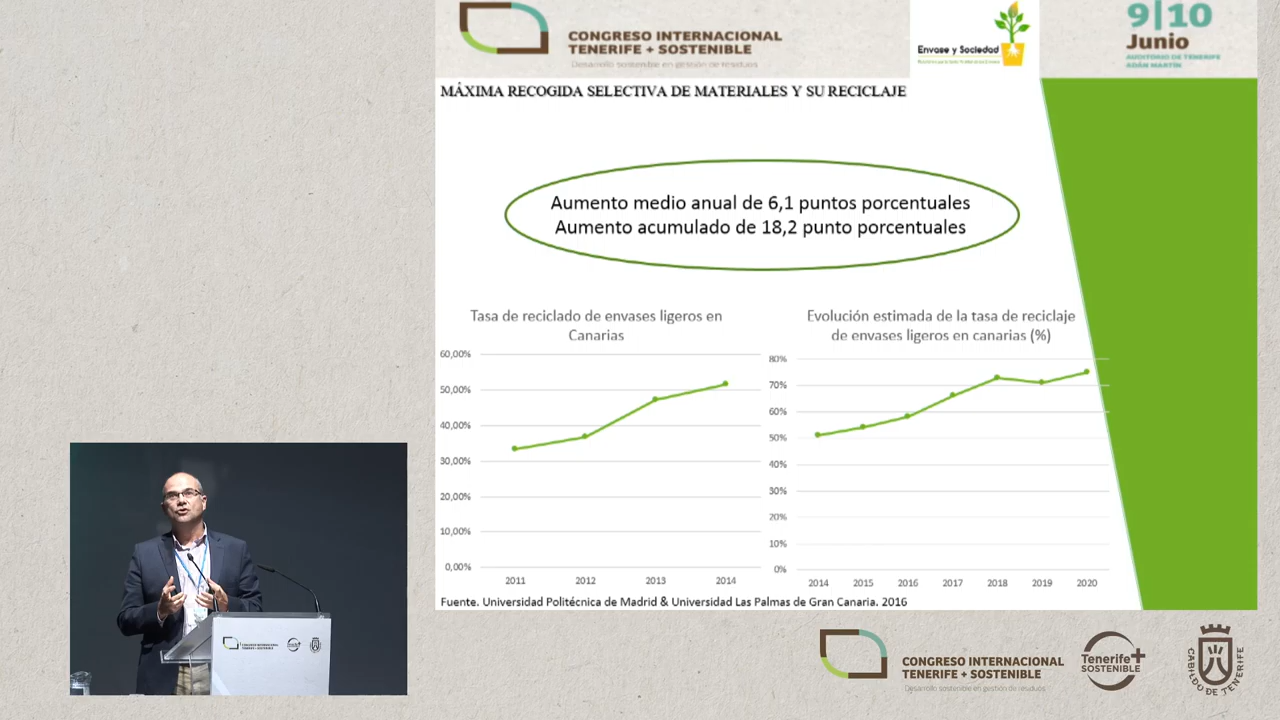 CONGRESO INTERNACIONAL
TENERIFE + SOSTENIBLE
Desarrollo sostenible en gestión de residuos
Envase y Sociedad
9|10
Junio
AUDITORIO DE TENERIFE
ADÁN MARTÍN
MÁXIMA RECOGIDA SELECTIVA DE MATERIALES Y SU RECICLAJE
Aumento medio anual de 6,1 puntos porcentuales
Aumento acumulado de 18,2 punto porcentuales
Tasa de reciclado de envases ligeros en
Canarias
60,00%
50,00%
40,00%
30,00%
20,00%
10,00%
0,00%
2011 2012 2013 2014
Evolución estimada de la tasa de reciclaje
de envases ligeros en canarias (%)
80%
70%
60%
50%
40%
30%
20%
10%
0%
2014 2015 2016 2017 2018 2019 2020
Fuente. Universidad Politécnica de Madrid & Universidad Las Palmas de Gran Canaria. 2016
CONGRESO INTERNACIONAL
TENERIFE + SOSTENIBLE
CONGRESO INTERNACIONAL
TENERIFE + SOSTENIBLE
Desarrollo sostenible en gestión de residuos
Tenerife+
SOSTENIBLE
CABILDO DE TENERIFE